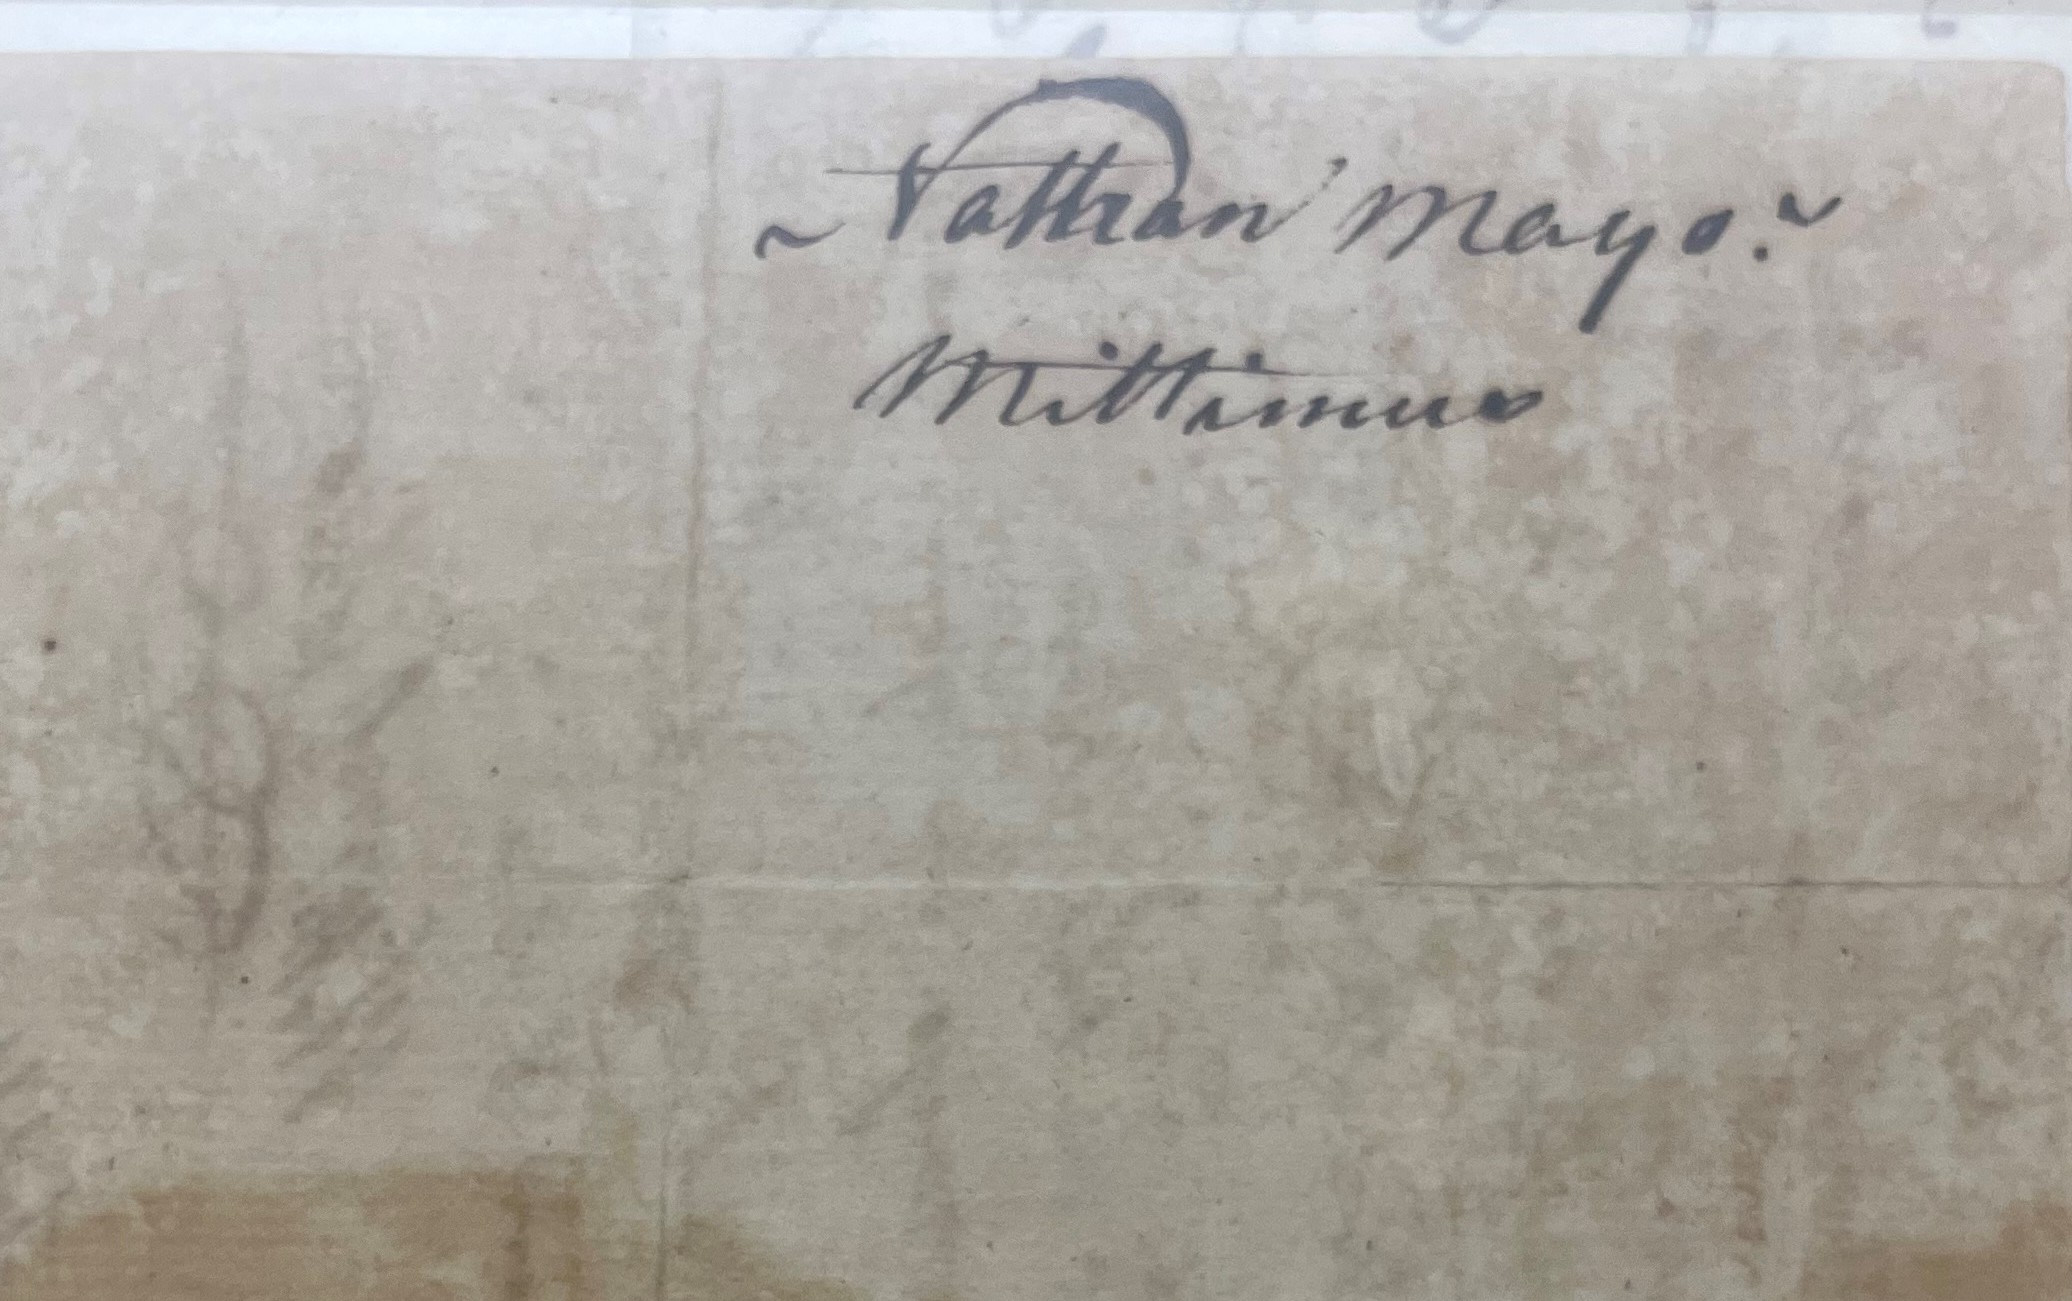 ~ Nathan Mayo. ~
Mittimus